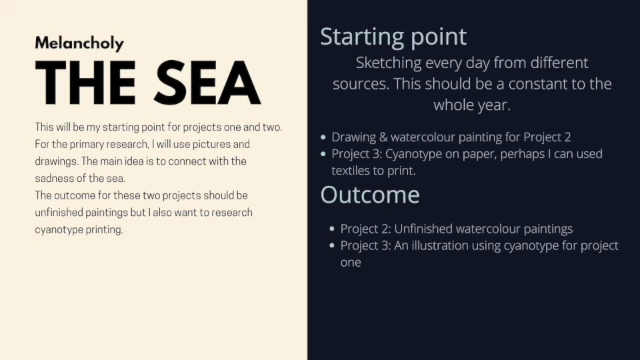 Melancholy
THE SEA
This will be my starting point for projects one and two.
For the primary research, I will use pictures and
drawings. The main idea is to connect with the
sadness of the sea.
The outcome for these two projects should be
unfinished paintings but I also want to research
cyanotype printing.
Starting point
Sketching every day from different
sources. This should be a constant to the
whole year.
Drawing & watercolour painting for Project 2
Project 3: Cyanotype on paper, perhaps I can used
textiles to print.
Outcome
Project 2: Unfinished watercolour paintings
Project 3: An illustration using cyanotype for project
one